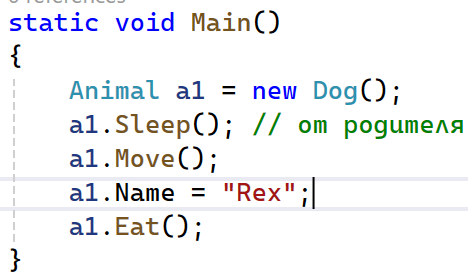 static void Main()
{
Animal a1 = new Dog();
a1.Sleep(); // от родителя
a1.Move();
a1.Name = "Rex";
a1.Eat();
}